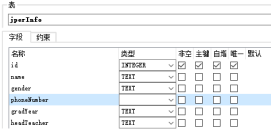 表
jperInfo
字段 约束
名称 类型 非空 主键 自增 唯一 默认
id INTEGER
name TEXT
gender TEXT
phoneNumber
gradYear TEXT
headTeacher TEXT